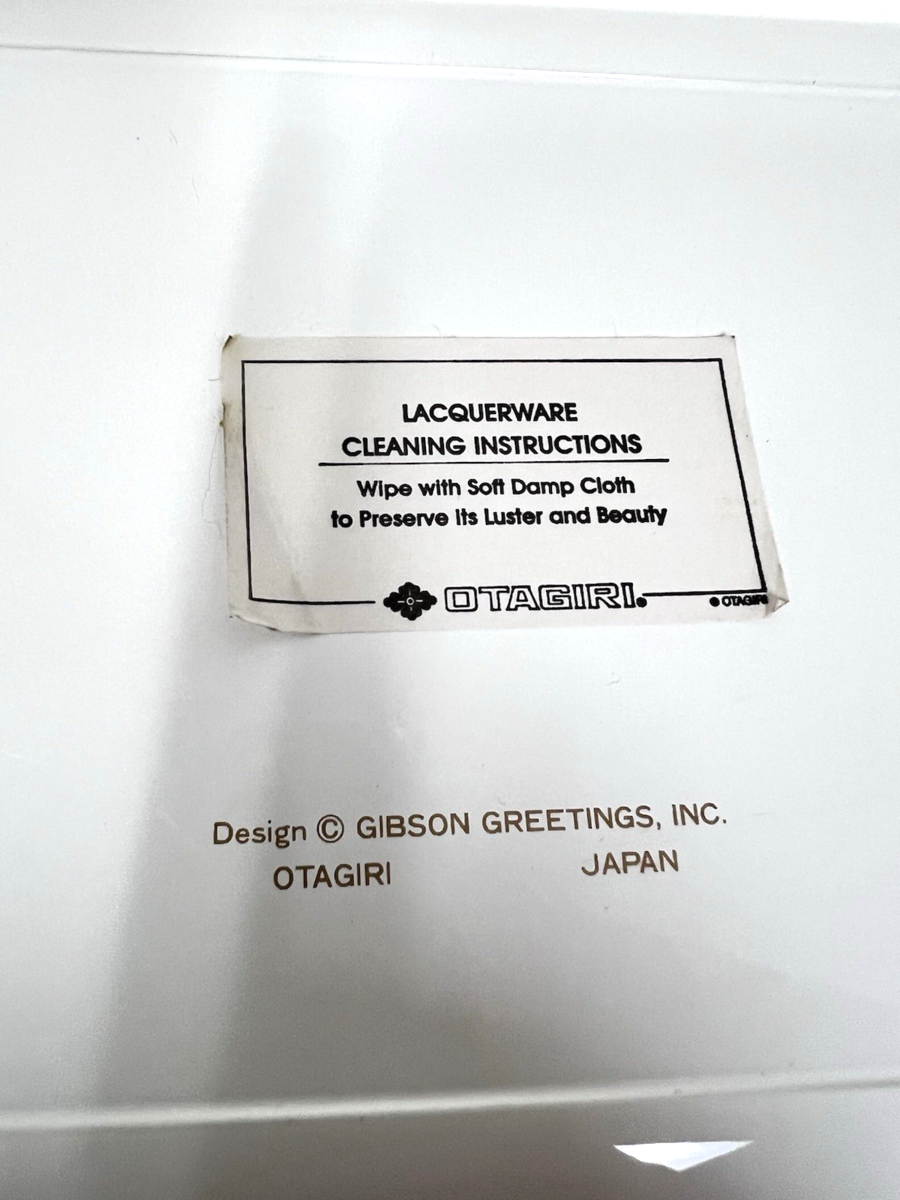 LACQUERWARE
CLEANING INSTRUCTIONS
Wipe with Soft Damp Cloth
to Preserve Its Luster and Beauty
OTAGIRI
OTAGIRI
Design © GIBSON GREETINGS, INC.
OTAGIRI JAPAN